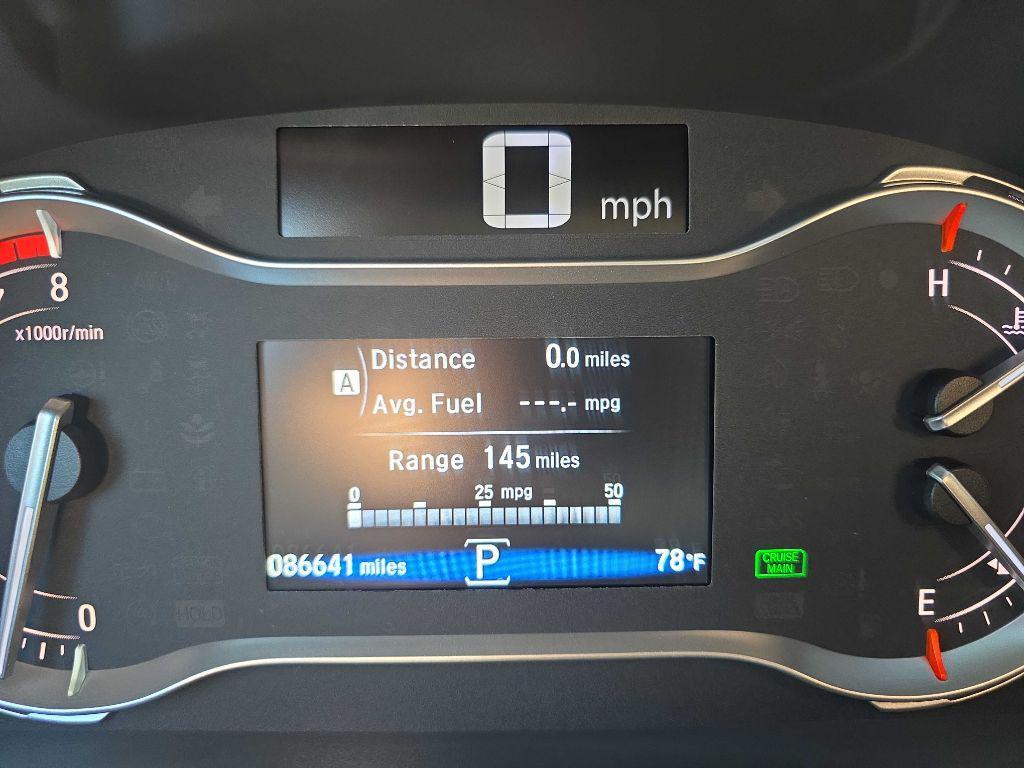 0 mph
8
x1000r/min
0
H
E
A
Distance 0.0 miles
Avg. Fuel ---.- mpg
Range 145 miles
0 25 mpg 50
086641 miles P 78°F
CRUISE
MAIN
HOLD